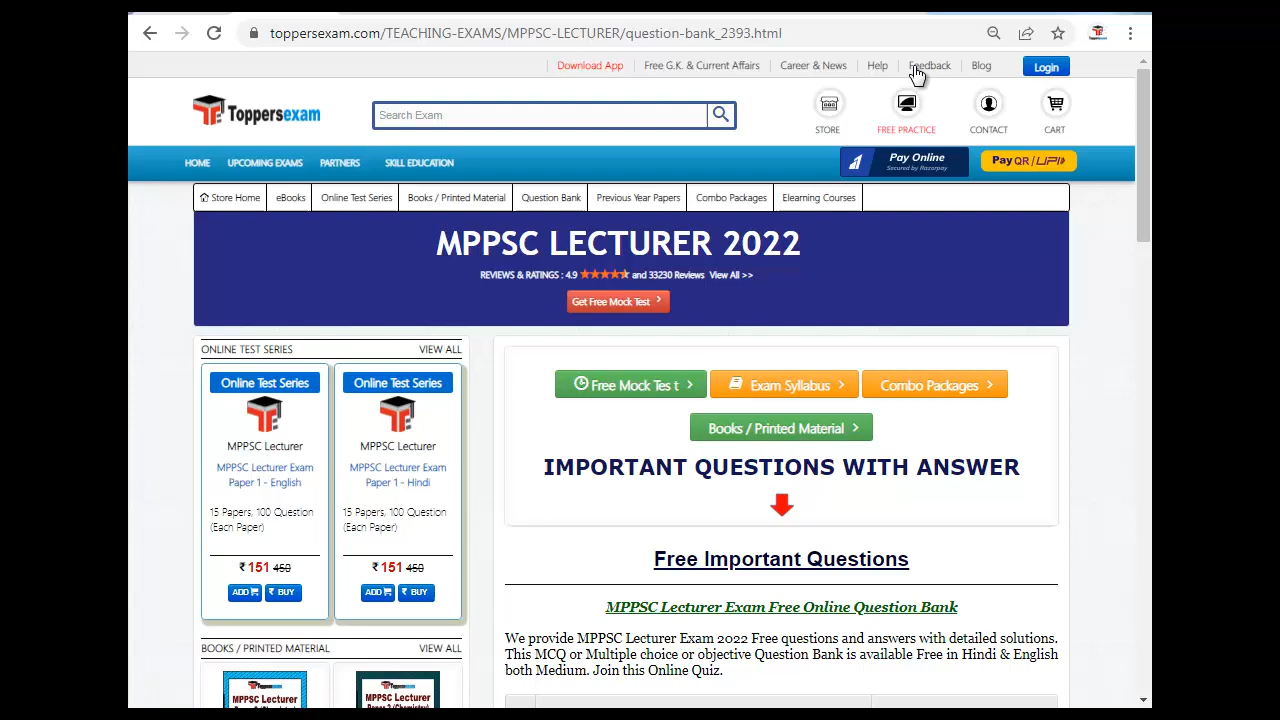 toppersexam.com/TEACHING-EXAMS/MPPSC-LECTURER/question-bank_2393.html
Download App Free G.K. & Current Affairs Career & News Help Feedback Blog Login
Toppersexam Search Exam
STORE FREE PRACTICE CONTACT CART
HOME UPCOMING EXAMS PARTNERS SKILL EDUCATION Pay Online Secured by Razorpay Pay QR/UPI
Store Home eBooks Online Test Series Books / Printed Material Question Bank Previous Year Papers Combo Packages Elearning Courses
MPPSC LECTURER 2022
REVIEWS & RATINGS : 4.9 and 33230 Reviews View All >>
Get Free Mock Test
ONLINE TEST SERIES VIEW ALL
Online Test Series
MPPSC Lecturer
MPPSC Lecturer Exam
Paper 1 - English
15 Papers, 100 Question
(Each Paper)
₹ 151 450
ADD ₹ BUY
Online Test Series
MPPSC Lecturer
MPPSC Lecturer Exam
Paper 1 - Hindi
15 Papers, 100 Question
(Each Paper)
₹ 151 450
ADD ₹ BUY
BOOKS / PRINTED MATERIAL VIEW ALL
Toppersexam
MPPSC Lecturer
Toppersexam
MPPSC Lecturer
Free Mock Tes t Exam Syllabus Combo Packages
Books / Printed Material
IMPORTANT QUESTIONS WITH ANSWER
Free Important Questions
MPPSC Lecturer Exam Free Online Question Bank
We provide MPPSC Lecturer Exam 2022 Free questions and answers with detailed solutions.
This MCQ or Multiple choice or objective Question Bank is available Free in Hindi & English
both Medium. Join this Online Quiz.